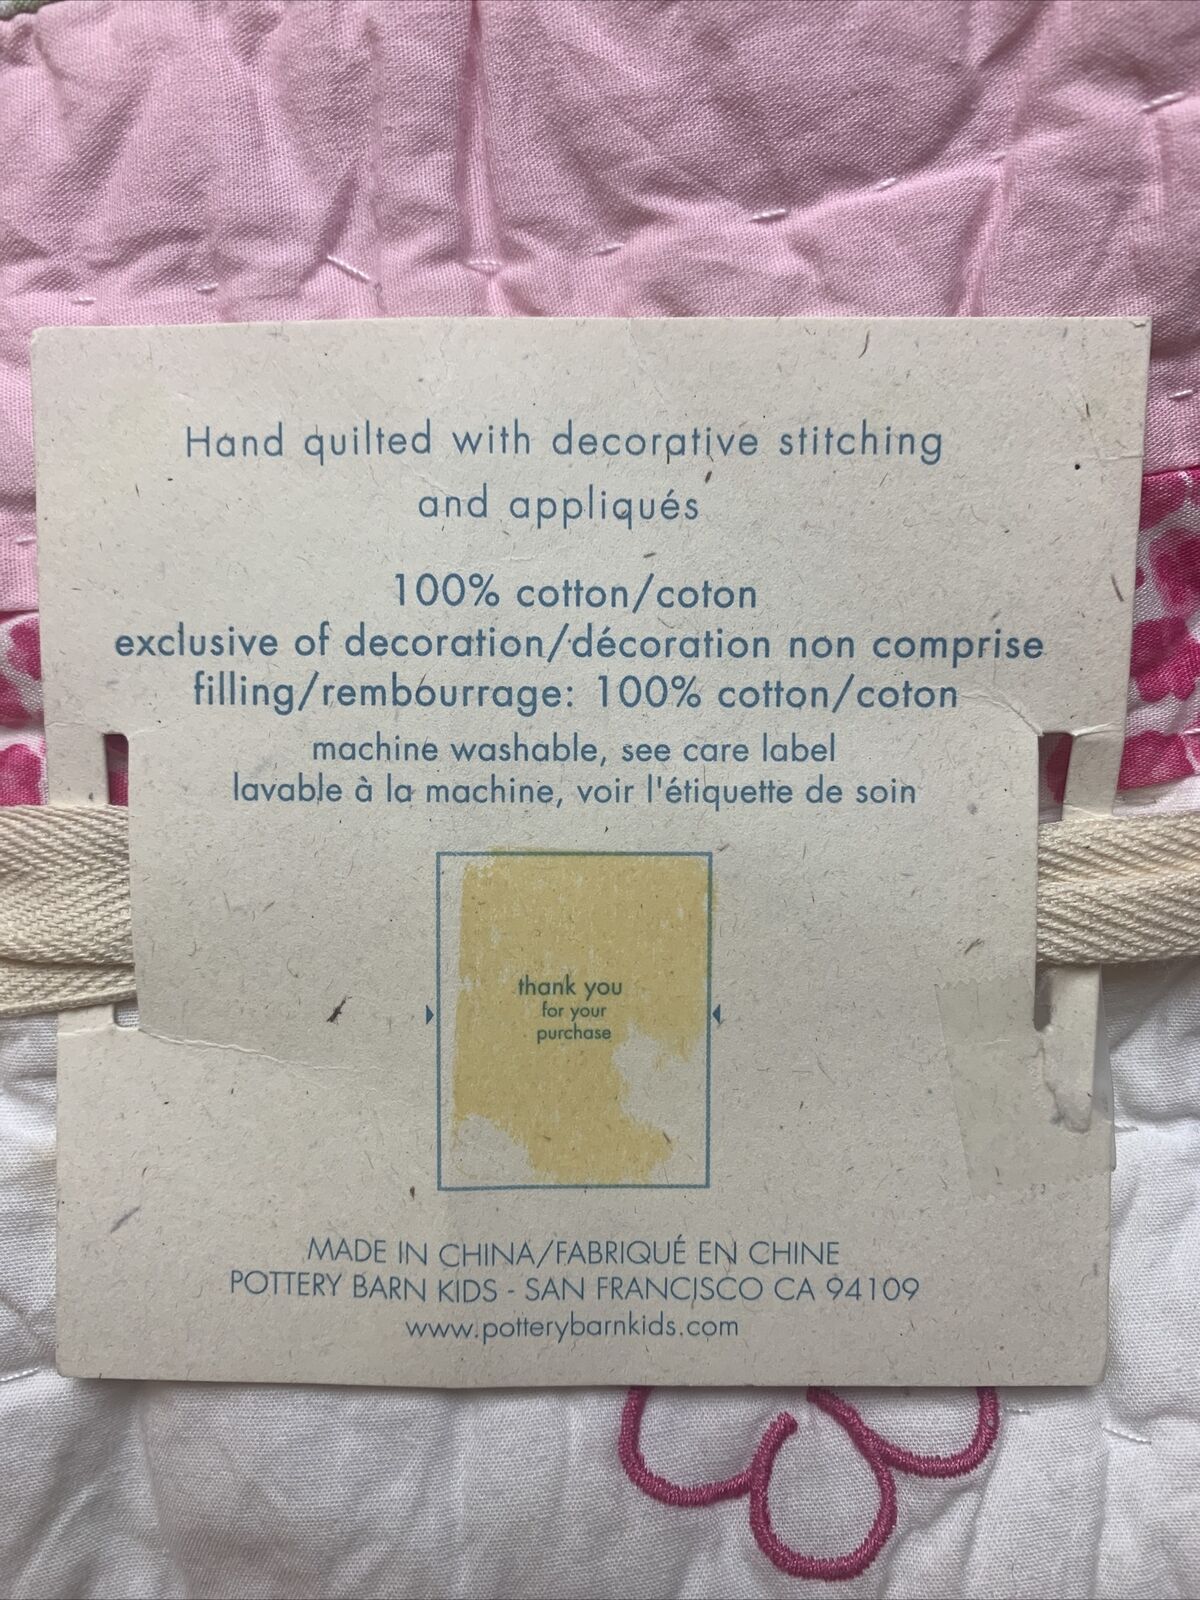 Hand quilted with decorative stitching
and appliqués
100% cotton/coton
exclusive of decoration/décoration non comprise
filling/rembourrage: 100% cotton/coton
machine washable, see care label
lavable à la machine, voir l'étiquette de soin
thank you
for your
purchase
MADE IN CHINA/FABRIQUÉ EN CHINE
POTTERY BARN KIDS - SAN FRANCISCO CA 94109
www.potterybarnkids.com